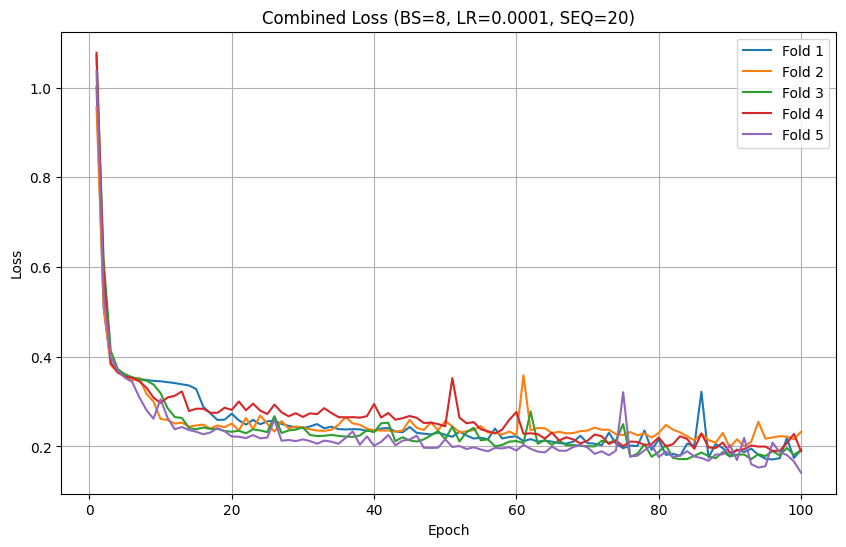 Combined Loss (BS=8, LR=0.0001, SEQ=20)
Fold 1
Fold 2
Fold 3
Fold 4
Fold 5
Loss
1.0
0.8
0.6
0.4
0.2
0
20
40
60
80
100
Epoch